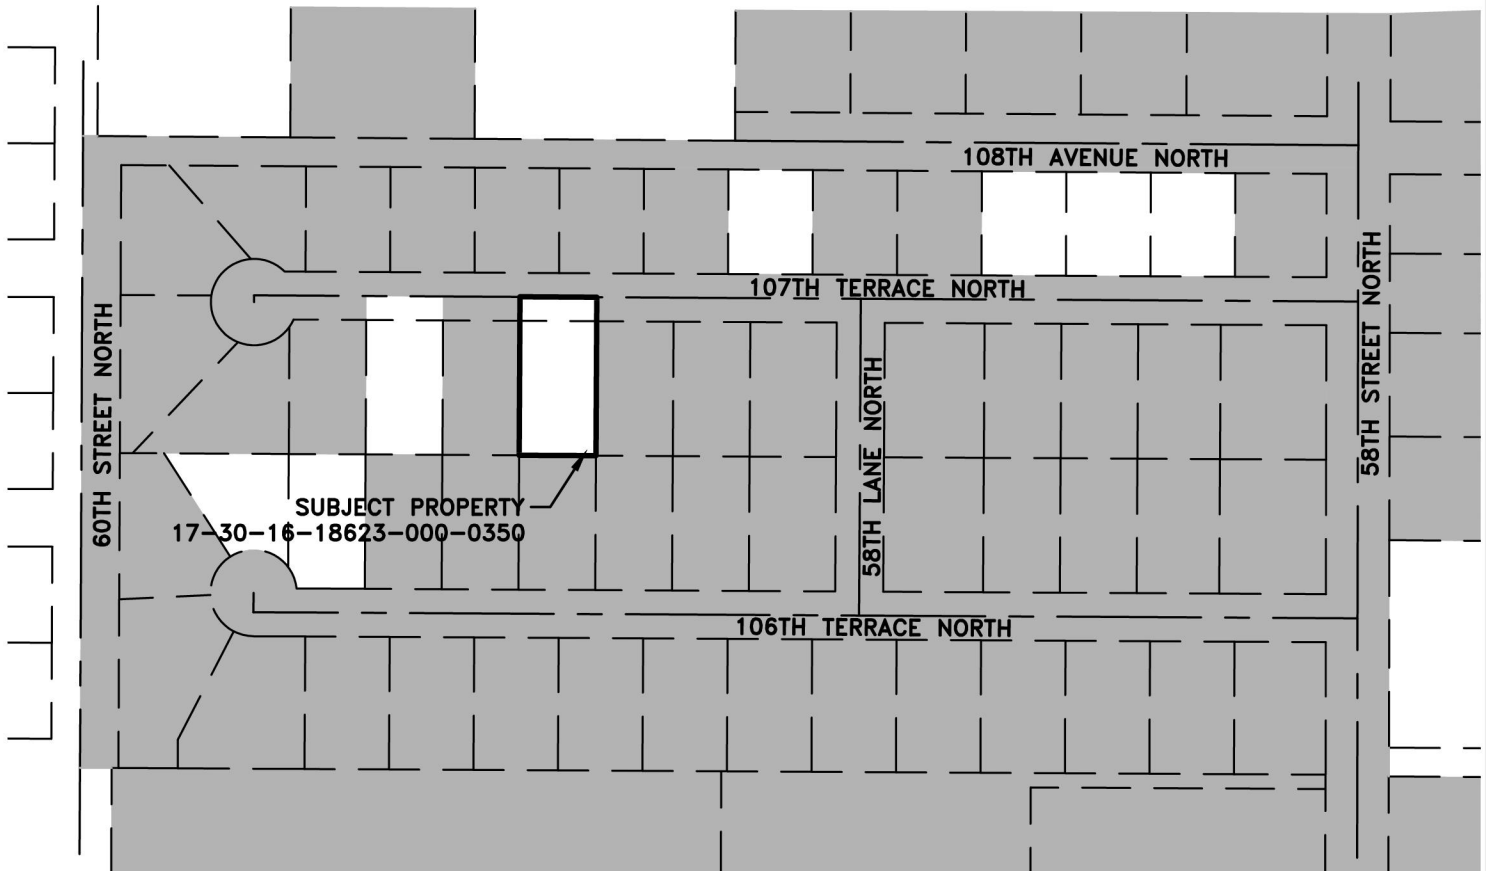 108TH AVENUE NORTH
107TH TERRACE NORTH
60TH STREET NORTH
58TH STREET NORTH
58TH LANE NORTH
SUBJECT PROPERTY
17-30-16-18623-000-0350
106TH TERRACE NORTH